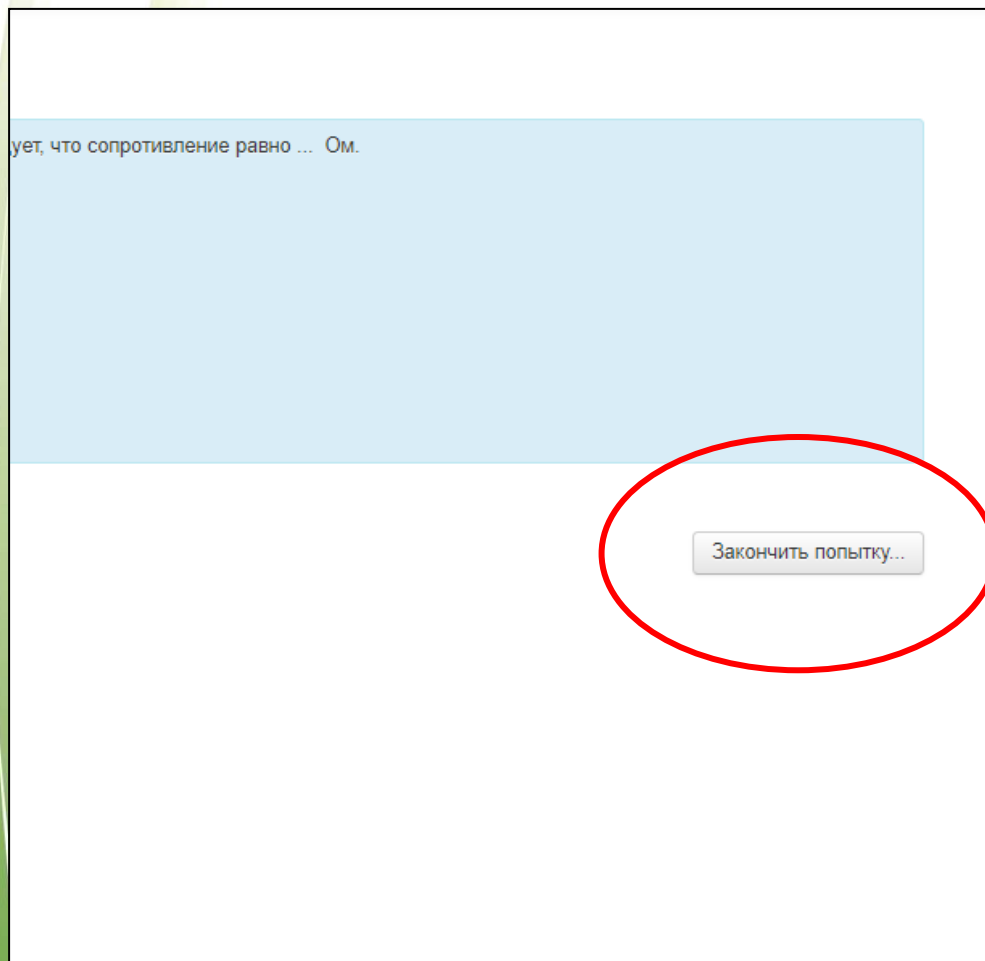 ует, что сопротивление равно ... Ом.
Закончить попытку...